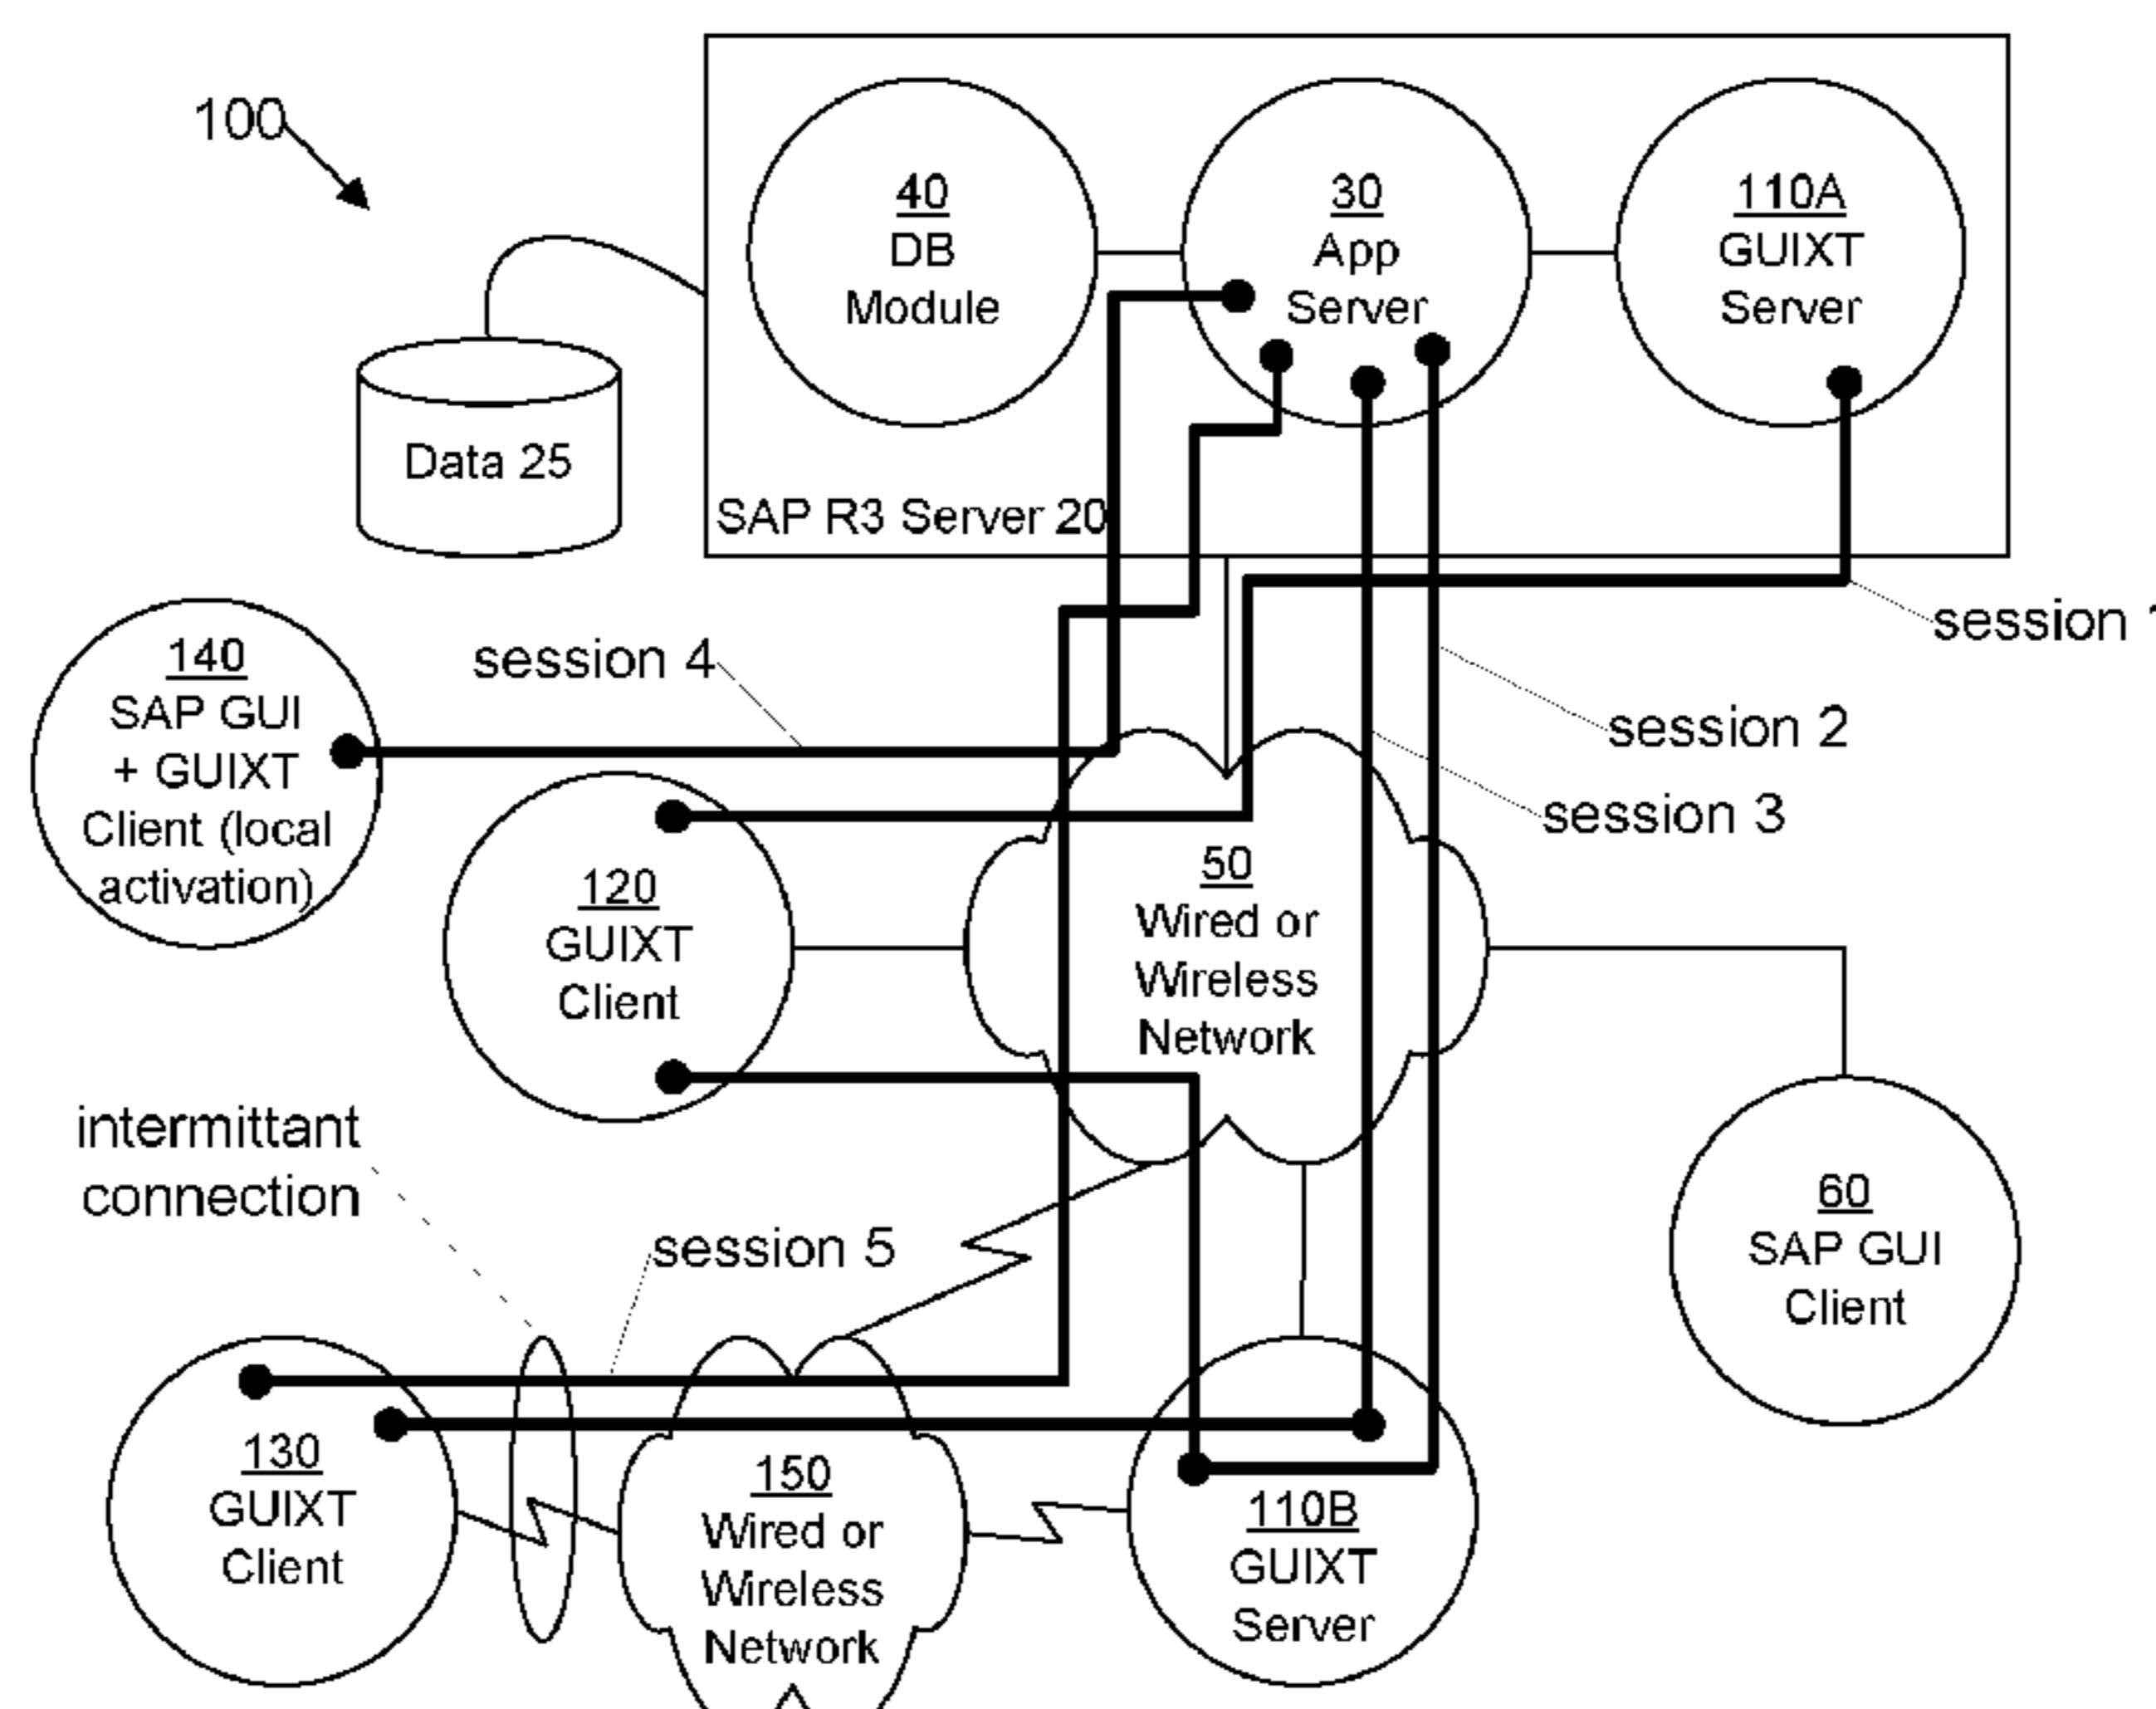 100
40
DB
Module
30
App
Server
110A
GUIXT
Server
Data 25
SAP R3 Server 20
session
session 4
session 2
session 3
140
SAP GUI
+ GUIXT
Client (local
activation)
120
GUIXT
Client
50
Wired or
Wireless
Network
intermittant
connection
session 5
60
SAP GUI
Client
130
GUIXT
Client
150
Wired or
Wireless
Network
110B
GUIXT
Server